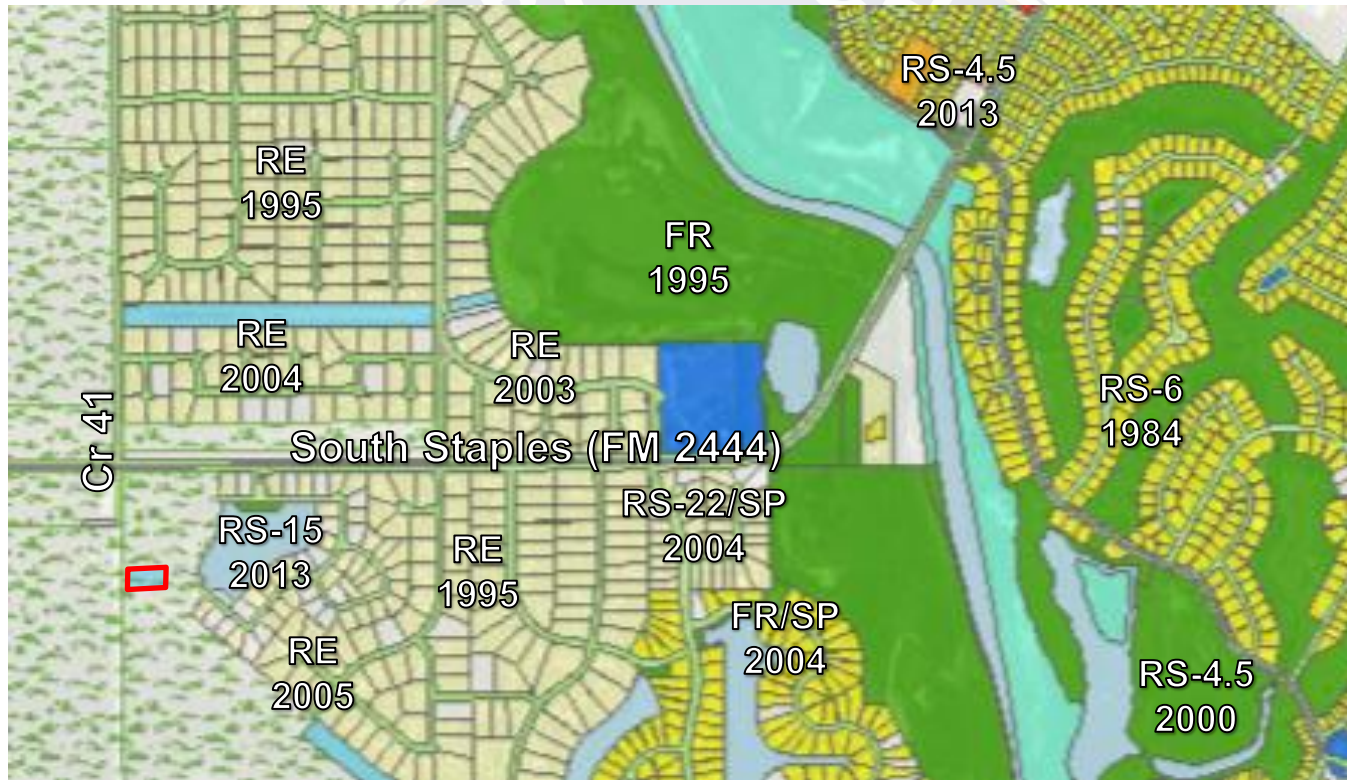 RS-4.5
2013
RE
1995
FR
1995
RE
2004
RE
2003
RS-6
1984
Cr 41
South Staples (FM 2444)
RS-22/SP
2004
RS-15
2013
RE
1995
FR/SP
2004
RE
2005
RS-4.5
2000